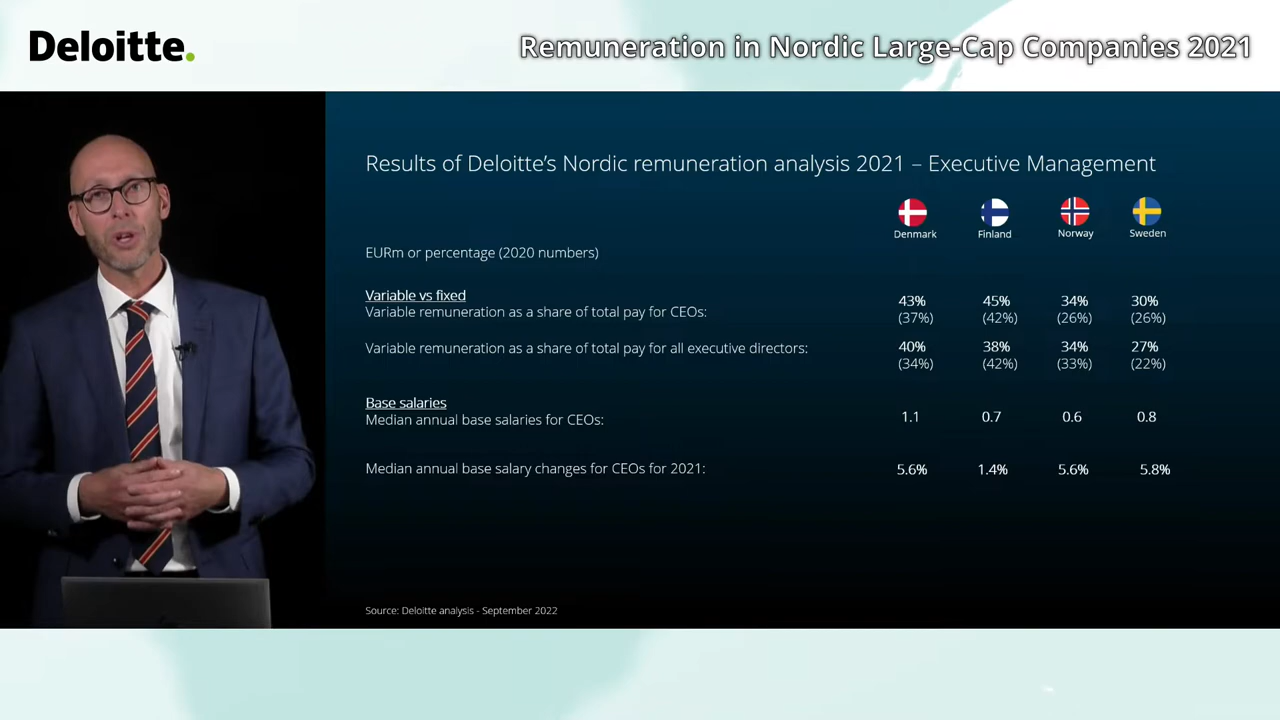 Deloitte.
Remuneration in Nordic Large-Cap Companies 2021
Results of Deloitte's Nordic remuneration analysis 2021 – Executive Management
Denmark Finland Norway Sweden
EURm or percentage (2020 numbers)
Variable vs fixed
Variable remuneration as a share of total pay for CEOs: 43% 45% 34% 30%
(37%) (42%) (26%) (26%)
Variable remuneration as a share of total pay for all executive directors: 40% 38% 34% 27%
(34%) (42%) (33%) (22%)
Base salaries
Median annual base salaries for CEOs: 1.1 0.7 0.6 0.8
Median annual base salary changes for CEOs for 2021: 5.6% 1.4% 5.6% 5.8%
Source: Deloitte analysis - September 2022